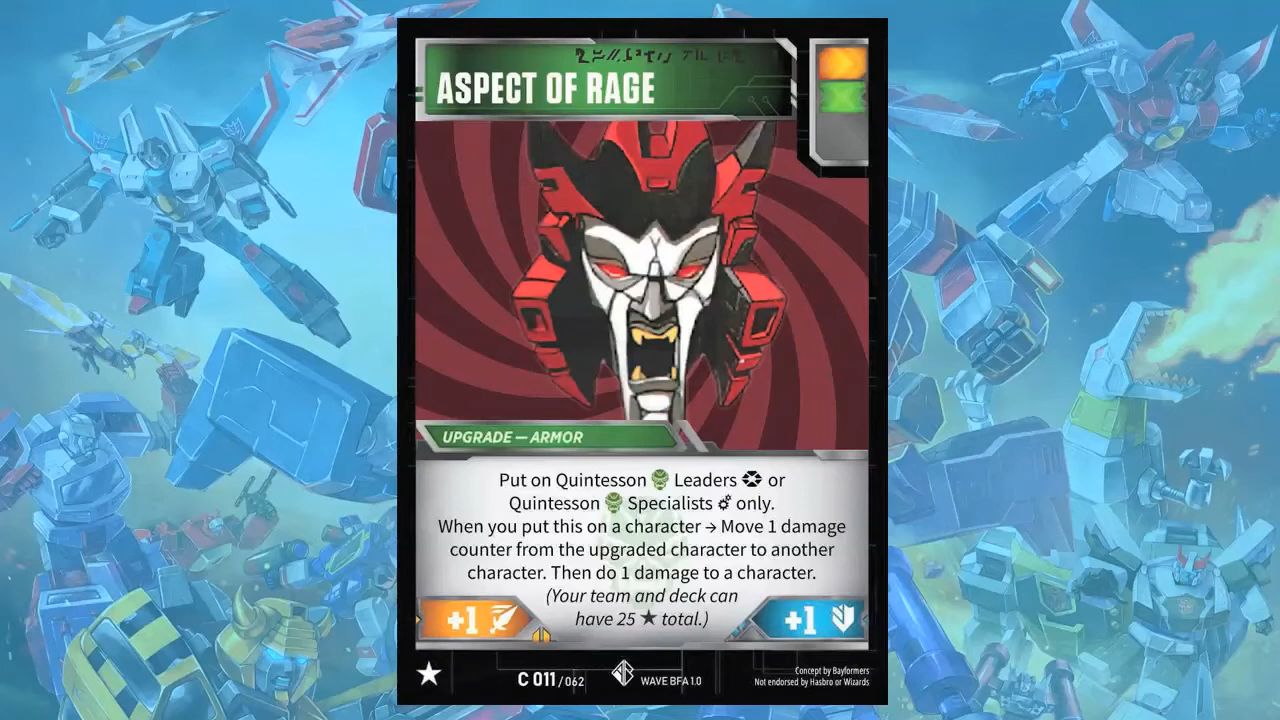 ASPECT OF RAGE
UPGRADE — ARMOR
Put on Quintesson Leaders or
Quintesson Specialists only.
When you put this on a character → Move 1 damage
counter from the upgraded character to another
character. Then do 1 damage to a character.
(Your team and deck can
have 25 ★ total.)
+1
+1
★
C 011/062
WAVE BFA 1.0
Concept by Bayformers
Not endorsed by Hasbro or Wizards